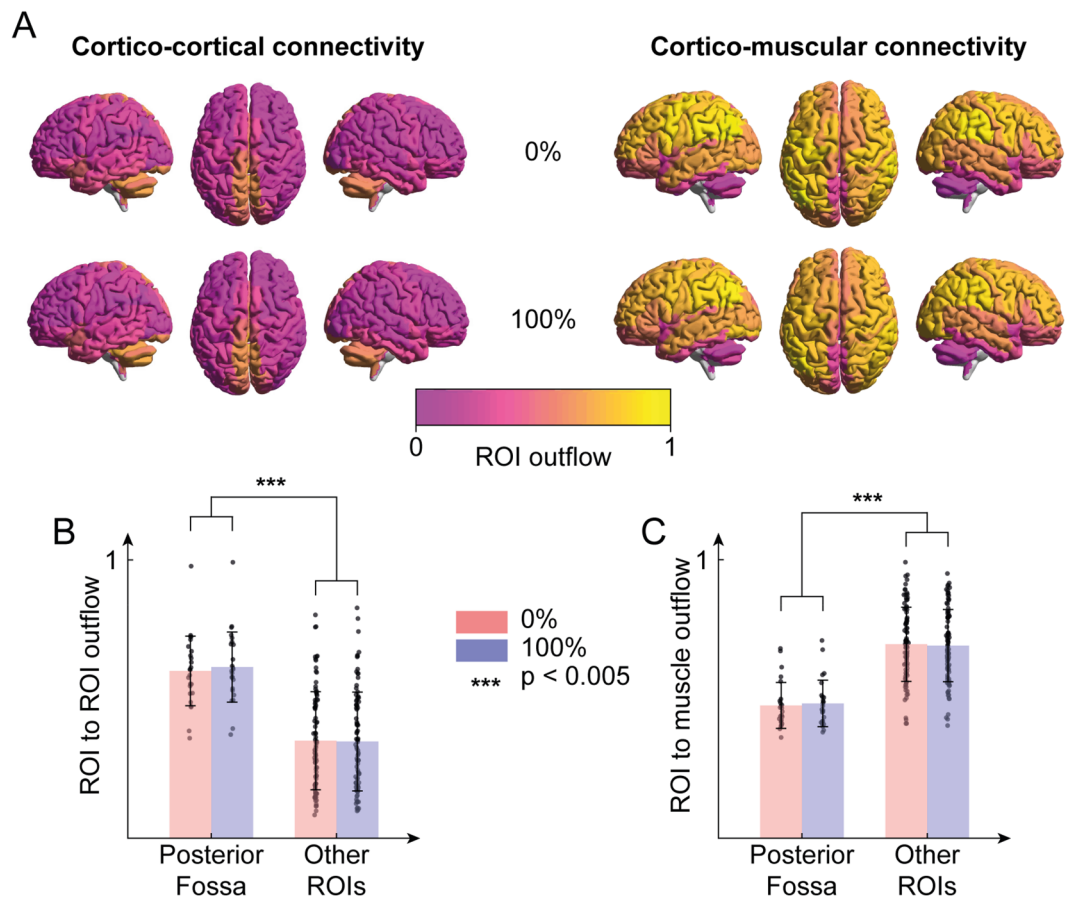 A
Cortico-cortical connectivity
Cortico-muscular connectivity
0%
100%
0
1
ROI outflow
B
***
1
ROI to ROI outflow
Posterior
Fossa
Other
ROIs
0%
100%
*** p < 0.005
C
***
1
ROI to muscle outflow
Posterior
Fossa
Other
ROIs